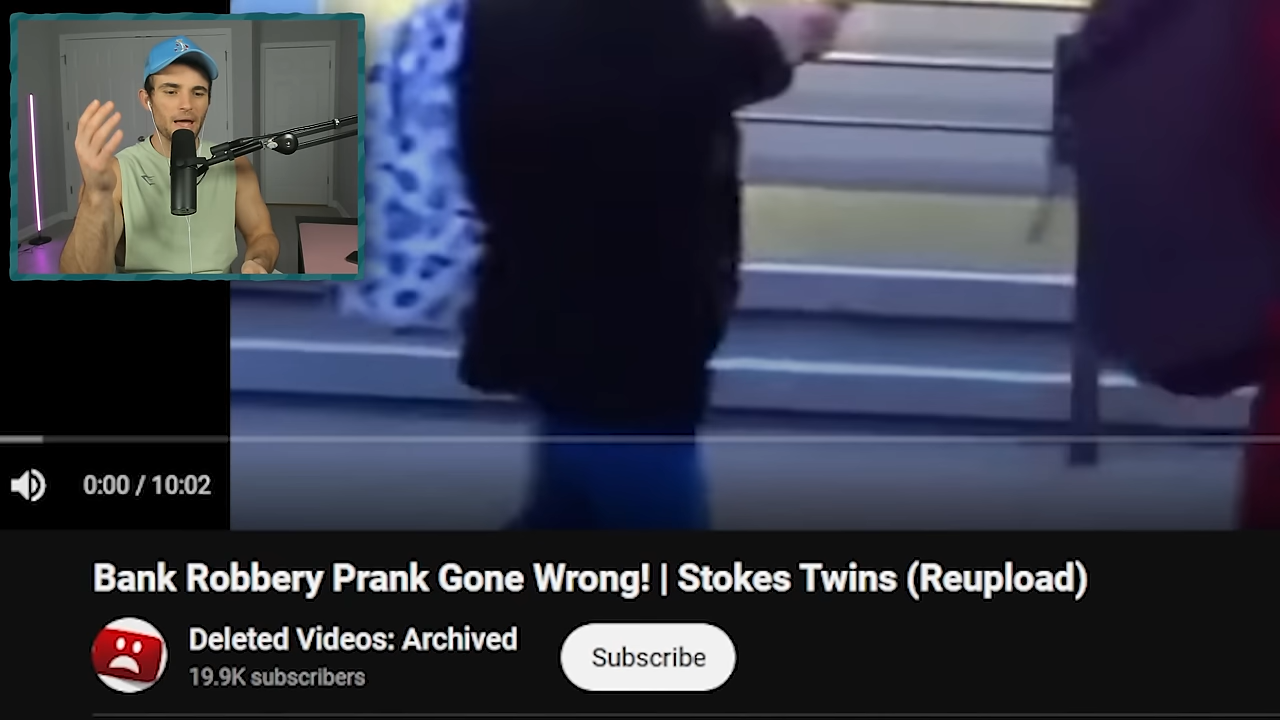 0:00 / 10:02
Bank Robbery Prank Gone Wrong! | Stokes Twins (Reupload)
Deleted Videos: Archived
19.9K subscribers
Subscribe